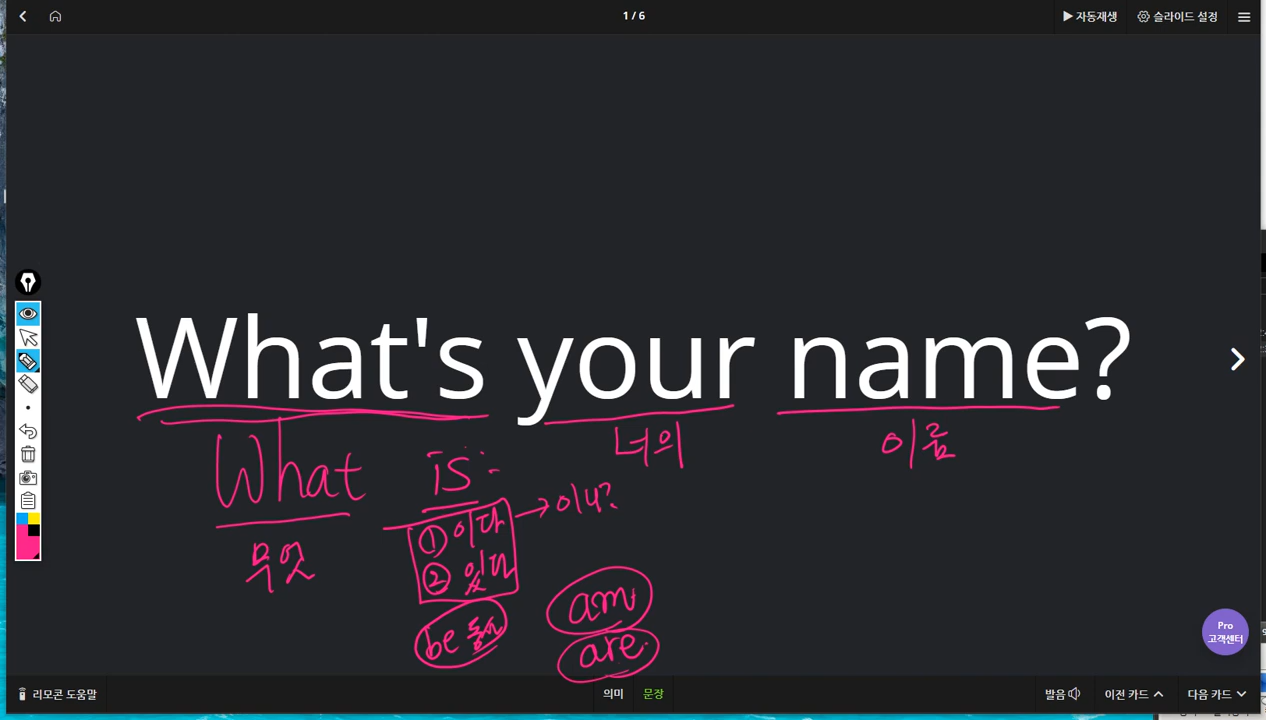 1 / 6
자동재생
슬라이드 설정
What's your name?
What is
너의
이름
무엇
① 이다
② 있다
이니?
be 동사
am
are
Pro
고객센터
리모콘 도움말
의미
문장
발음
이전 카드
다음 카드